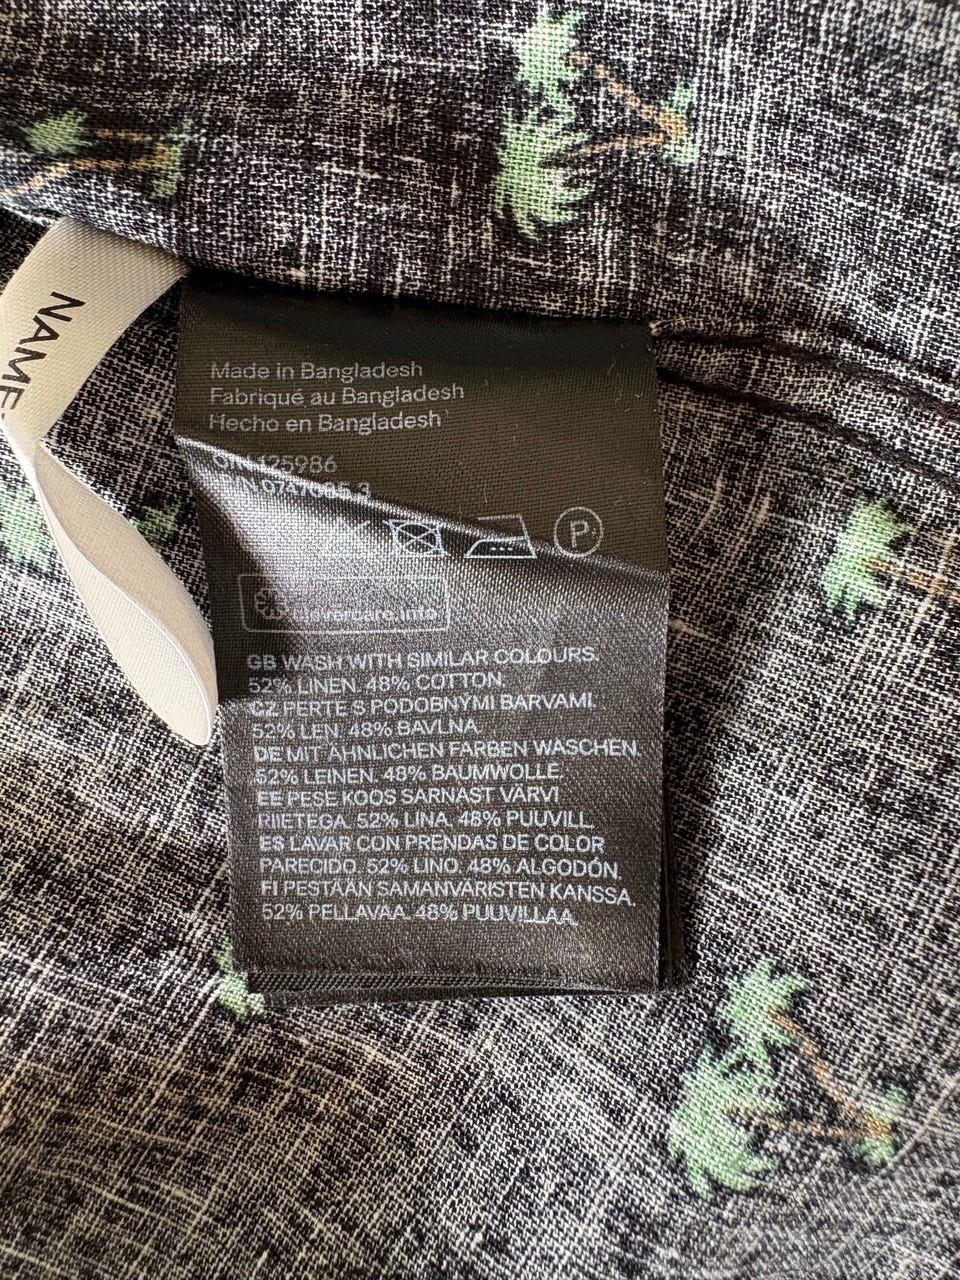 NAME
Made in Bangladesh
Fabriqué au Bangladesh
Hecho en Bangladesh
125986
P
clevercare.info
GB WASH WITH SIMILAR COLOURS.
52% LINEN. 48% COTTON.
CZ PERTE S PODOBNÝMI BARVAMI.
52% LEN. 48% BAVLNA.
DE MIT ÄHNLICHEN FARBEN WASCHEN.
52% LEINEN. 48% BAUMWOLLE.
EE PESE KOOS SARNAST VÄRVI
RIIETEGA. 52% LINA. 48% PUUVILL.
ES LAVAR CON PRENDAS DE COLOR
PARECIDO. 52% LINO. 48% ALGODÓN.
FI PESTÄÄN SAMANVÄRISTEN KANSSA.
52% PELLAVAA. 48% PUUVILLAA.